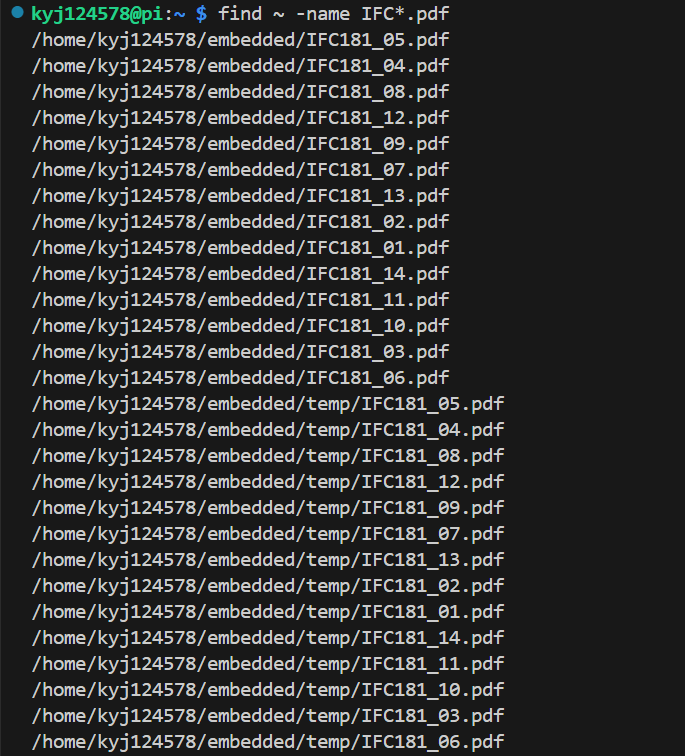 kyj124578@pi:~ $ find ~ -name IFC*.pdf
/home/kyj124578/embedded/IFC181_05.pdf
/home/kyj124578/embedded/IFC181_04.pdf
/home/kyj124578/embedded/IFC181_08.pdf
/home/kyj124578/embedded/IFC181_12.pdf
/home/kyj124578/embedded/IFC181_09.pdf
/home/kyj124578/embedded/IFC181_07.pdf
/home/kyj124578/embedded/IFC181_13.pdf
/home/kyj124578/embedded/IFC181_02.pdf
/home/kyj124578/embedded/IFC181_01.pdf
/home/kyj124578/embedded/IFC181_14.pdf
/home/kyj124578/embedded/IFC181_11.pdf
/home/kyj124578/embedded/IFC181_10.pdf
/home/kyj124578/embedded/IFC181_03.pdf
/home/kyj124578/embedded/IFC181_06.pdf
/home/kyj124578/embedded/temp/IFC181_05.pdf
/home/kyj124578/embedded/temp/IFC181_04.pdf
/home/kyj124578/embedded/temp/IFC181_08.pdf
/home/kyj124578/embedded/temp/IFC181_12.pdf
/home/kyj124578/embedded/temp/IFC181_09.pdf
/home/kyj124578/embedded/temp/IFC181_07.pdf
/home/kyj124578/embedded/temp/IFC181_13.pdf
/home/kyj124578/embedded/temp/IFC181_02.pdf
/home/kyj124578/embedded/temp/IFC181_01.pdf
/home/kyj124578/embedded/temp/IFC181_14.pdf
/home/kyj124578/embedded/temp/IFC181_11.pdf
/home/kyj124578/embedded/temp/IFC181_10.pdf
/home/kyj124578/embedded/temp/IFC181_03.pdf
/home/kyj124578/embedded/temp/IFC181_06.pdf